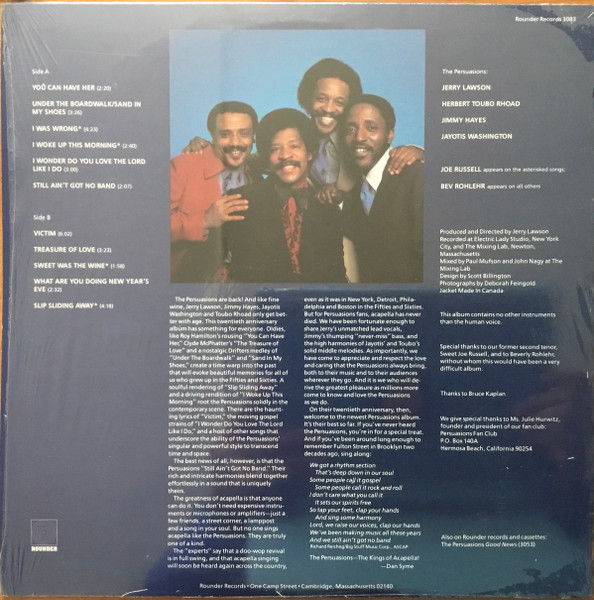 Rounder Records 3083
Side A
YOU CAN HAVE HER (2:20)
UNDER THE BOARDWALK/SAND IN
MY SHOES (3:26)
I WAS WRONG* (4:23)
I WOKE UP THIS MORNING* (2:40)
I WONDER DO YOU LOVE THE LORD
LIKE I DO (3:00)
STILL AIN'T GOT NO BAND (2:07)
Side B
VICTIM (6:02)
TREASURE OF LOVE (3:23)
SWEET WAS THE WINE* (1:58)
WHAT ARE YOU DOING NEW YEAR'S
EVE (2:32)
SLIP SLIDING AWAY* (4:18)
The Persuasions:
JERRY LAWSON
HERBERT TOUBO RHOAD
JIMMY HAYES
JAYOTIS WASHINGTON
JOE RUSSELL appears on the asterisked songs;
BEV ROHLEHR appears on all others
Produced and Directed by Jerry Lawson
Recorded at Electric Lady Studio, New York
City, and The Mixing Lab, Newton,
Massachusetts
Mixed by Paul Mufson and John Nagy at The
Mixing Lab
Design by Scott Billington
Photographs by Deborah Feingold
Jacket Made in Canada
This album contains no other instruments
than the human voice.
Special thanks to our former second tenor,
Sweet Joe Russell, and to Beverly Rohlehr,
without whom this would have been a very
difficult album.
Thanks to Bruce Kaplan
We give special thanks to Ms. Julie Hurwitz,
founder and president of our fan club:
Persuasions Fan Club
P.O. Box 140A
Hermosa Beach, California 90254
Also on Rounder records and cassettes:
The Persuasions Good News (3053)
The Persuasions are back! And like fine
wine, Jerry Lawson, Jimmy Hayes, Jayotis
Washington and Toubo Rhoad only get bet-
ter with age. This twentieth anniversary
album has something for everyone. Oldies,
like Roy Hamilton's rousing "You Can Have
Her," Clyde McPhatter's "The Treasure of
Love" and a nostalgic Drifters medley of
"Under The Boardwalk" and "Sand In My
Shoes," create a time warp into the past
that will evoke beautiful memories for all of
us who grew up in the Fifties and Sixties. A
soulful rendering of "Slip Sliding Away"
and a driving rendition of "I Woke Up This
Morning" root the Persuasions solidly in the
contemporary scene. There are the haunt-
ing lyrics of "Victim," the moving gospel
strains of "I Wonder Do You Love The Lord
Like I Do," and a host of other songs that
underscore the ability of the Persuasions'
singular and powerful style to transcend
time and space.
The best news of all, however, is that the
Persuasions "Still Ain't Got No Band." Their
rich and intricate harmonies blend together
effortlessly in a sound that is uniquely
theirs.
The greatness of acapella is that anyone
can do it. You don't need expensive instru-
ments or microphones or amplifiers—just a
few friends, a street corner, a lamppost
and a song in your soul. But no one sings
acapella like the Persuasions. They are truly
one of a kind.
The "experts" say that a doo-wop revival
is in full swing, and that acapella singing
will soon be heard again across the country,
even as it was in New York, Detroit, Phila-
delphia and Boston in the Fifties and Sixties.
But for Persuasions fans, acapella has never
died. We have been fortunate enough to
share Jerry's unmatched lead vocals,
Jimmy's thumping "never-miss" bass, and
the high harmonies of Jayotis' and Toubo's
solid middle melodies. As importantly, we
have come to appreciate and respect the love
and caring that the Persuasions always bring,
both to their music and to their audiences
wherever they go. And it is we who will de-
rive the greatest pleasure as millions more
come to know and love the Persuasions
as we do.
On their twentieth anniversary, then,
welcome to the newest Persuasions album.
It's their best so far. If you've never heard
the Persuasions, you're in for a special treat.
And if you've been around long enough to
remember Fulton Street in Brooklyn two
decades ago, sing along:
We got a rhythm section
That's deep down in our soul
Some people call it gospel
Some people call it rock and roll
I don't care what you call it
It sets our spirits free
So tap your feet, clap your hands
And sing some harmony
Lord, we raise our voices, clap our hands
We've been making music all these years
And we still ain't got no band
The Persuasions—The Kings of Acapella!
—Dan Syme
ROUNDER
Rounder Records • One Camp Street • Cambridge, Massachusetts 02140